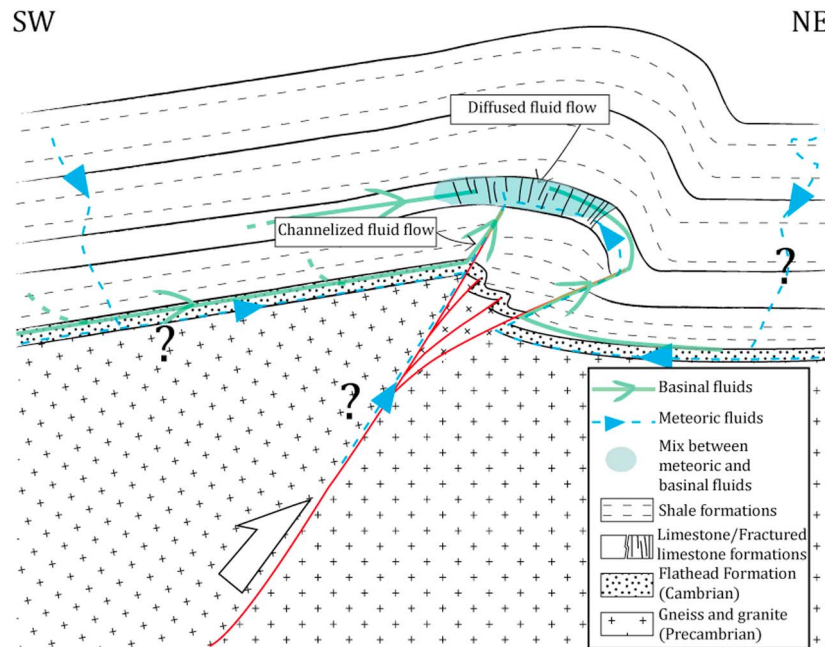 SW
NE
Diffused fluid flow
Channelized fluid flow
?
?
?
Basinal fluids
Meteoric fluids
Mix between
meteoric and
basinal fluids
Shale formations
Limestone/Fractured
limestone formations
Flathead Formation
(Cambrian)
Gneiss and granite
(Precambrian)